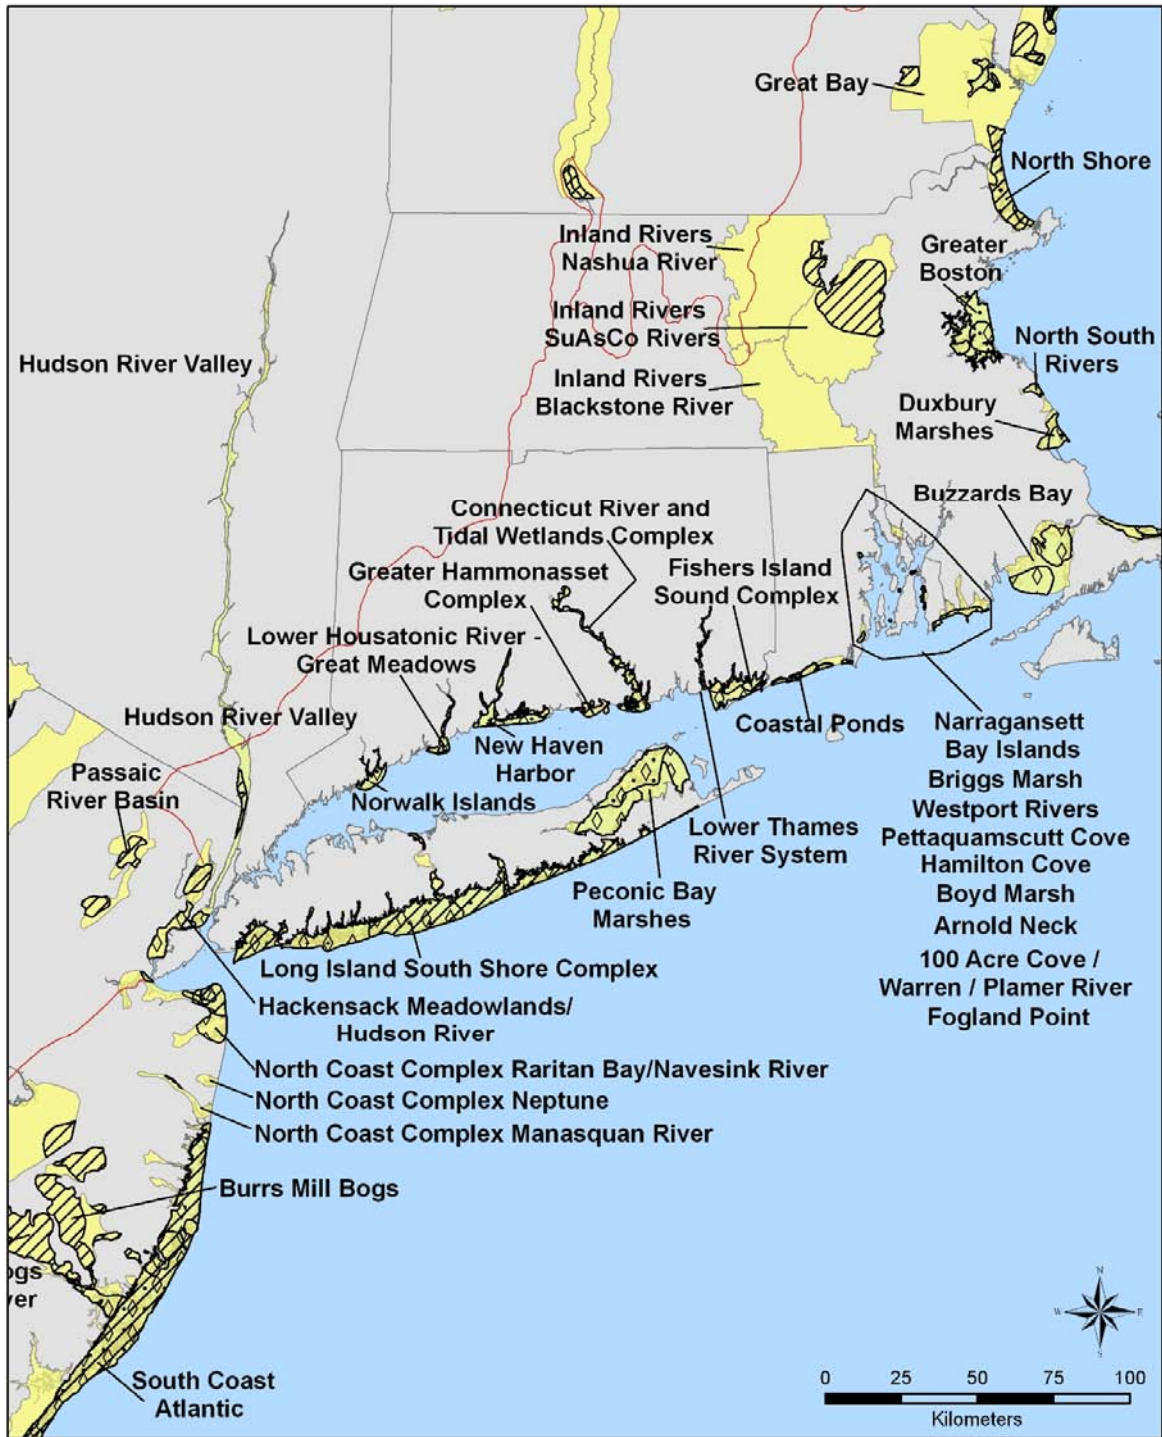 Great Bay
North Shore
Inland Rivers
Nashua River
Greater
Boston
Inland Rivers
SuAsCo Rivers
North South
Rivers
Hudson River Valley
Inland Rivers
Blackstone River
Duxbury
Marshes
Buzzards Bay
Connecticut River and
Tidal Wetlands Complex
Greater Hammonasset
Complex
Fishers Island
Sound Complex
Lower Housatonic River -
Great Meadows
Hudson River Valley
New Haven
Harbor
Coastal Ponds
Narragansett
Bay Islands
Briggs Marsh
Westport Rivers
Pettaquamscutt Cove
Hamilton Cove
Boyd Marsh
Arnold Neck
100 Acre Cove /
Warren / Plamer River
Fogland Point
Passaic
River Basin
Norwalk Islands
Lower Thames
River System
Peconic Bay
Marshes
Long Island South Shore Complex
Hackensack Meadowlands/
Hudson River
North Coast Complex Raritan Bay/Navesink River
North Coast Complex Neptune
North Coast Complex Manasquan River
Burrs Mill Bogs
ogs
ver
South Coast
Atlantic
N
W
E
S
0 25 50 75 100
Kilometers